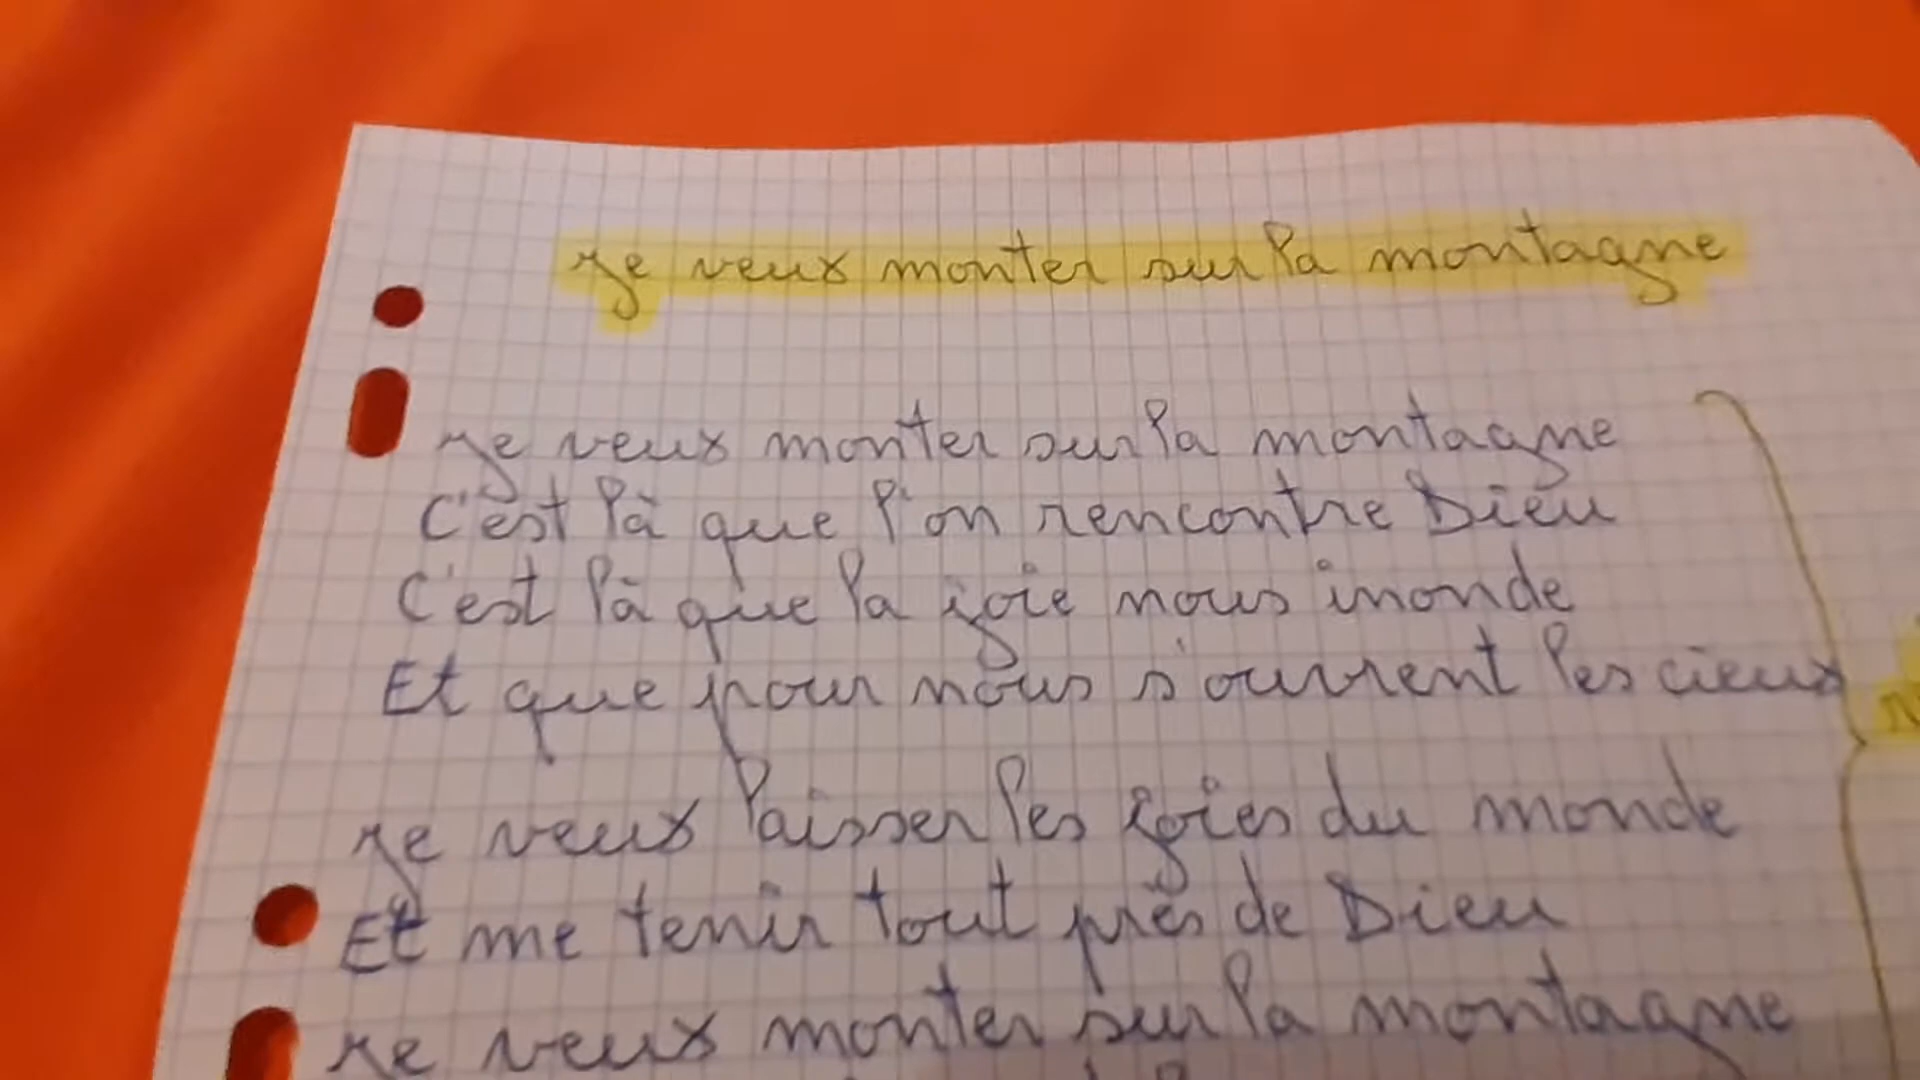 Je veux monter sur la montagne
Je veux monter sur la montagne
C'est là que l'on rencontre Dieu
C'est là que la joie nous inonde
Et que pour nous s'ouvrent les cieux
Je veux laisser les joies du monde
Et me tenir tout près de Dieu
Je veux monter sur la montagne